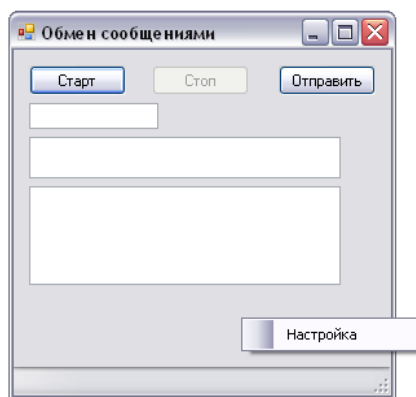 Обмен сообщениями
Старт Стоп Отправить
Настройка